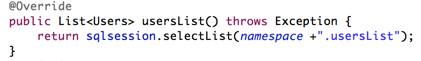 @Override
public List<Users> usersList() throws Exception {
    return sqlsession.selectList(namespace +".usersList");
}